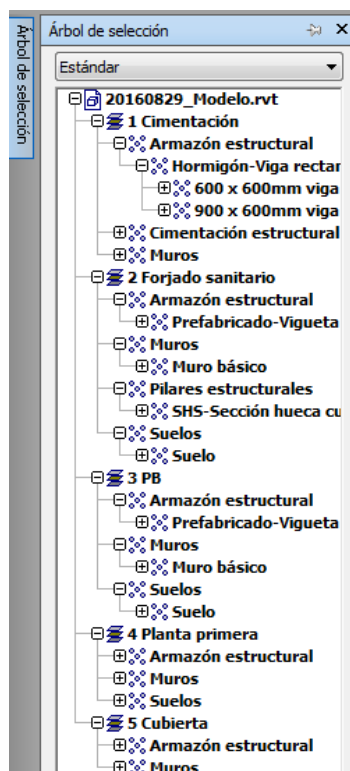 Árbol de selección
Árbol de selección
Estándar
20160829_Modelo.rvt
1 Cimentación
Armazón estructural
Hormigón-Viga rectar
600 x 600mm viga
900 x 600mm viga
Cimentación estructural
Muros
2 Forjado sanitario
Armazón estructural
Prefabricado-Vigueta
Muros
Muro básico
Pilares estructurales
SHS-Sección hueca cu
Suelos
Suelo
3 PB
Armazón estructural
Prefabricado-Vigueta
Muros
Muro básico
Suelos
Suelo
4 Planta primera
Armazón estructural
Muros
Suelos
5 Cubierta
Armazón estructural
Muros